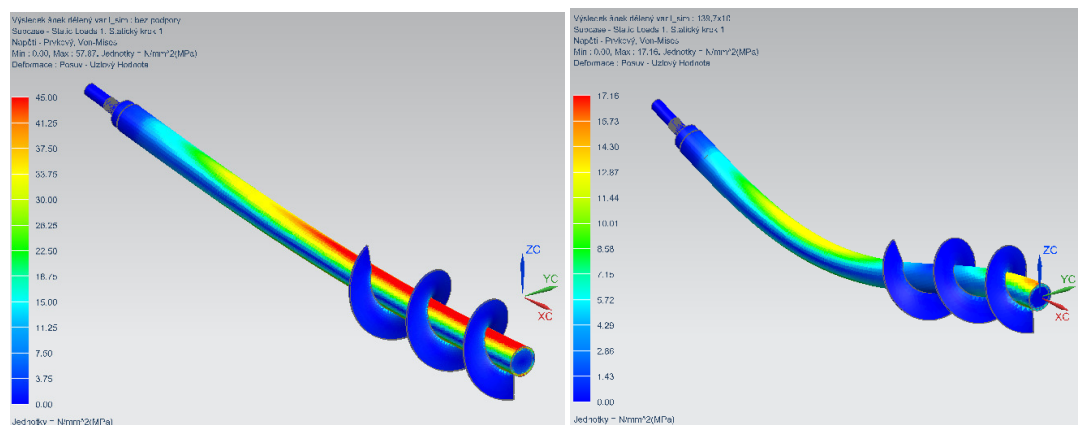 Výsledek šnek dělený var I_sim : bez podpory
Subcase - Static Loads 1, Statický krok 1
Napětí - Prvkový, Von-Mises
Min : 0.00, Max : 57.87, Jednotky = N/mm^2(MPa)
Deformace : Posuv - Uzlový Hodnota
45.00
41.25
37.50
33.75
30.00
26.25
22.50
18.75
15.00
11.25
7.50
3.75
0.00
ZC
YC
XC
Jednotky = N/mm^2(MPa)
Výsledek šnek dělený var I_sim : 139,7x10
Subcase - Static Loads 1, Statický krok 1
Napětí - Prvkový, Von-Mises
Min : 0.00, Max : 17.16, Jednotky = N/mm^2(MPa)
Deformace : Posuv - Uzlový Hodnota
17.16
15.73
14.30
12.87
11.44
10.01
8.58
7.15
5.72
4.29
2.86
1.43
0.00
ZC
YC
XC
Jednotky = N/mm^2(MPa)